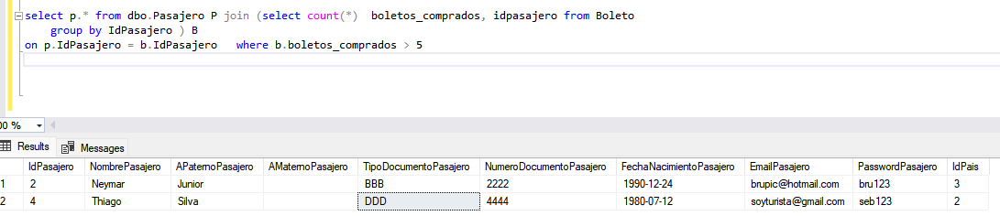 select p.* from dbo.Pasajero P join (select count(*)  boletos_comprados, idpasajero from Boleto
group by IdPasajero ) B
on p.IdPasajero = b.IdPasajero   where b.boletos_comprados > 5
00 %
Results Messages
IdPasajero NombrePasajero APaternoPasajero AMaternoPasajero TipoDocumentoPasajero NumeroDocumentoPasajero FechaNacimientoPasajero EmailPasajero PasswordPasajero IdPais
1 2 Neymar Junior BBB 2222 1990-12-24 brupic@hotmail.com bru123 3
2 4 Thiago Silva DDD 4444 1980-07-12 soyturista@gmail.com seb123 2